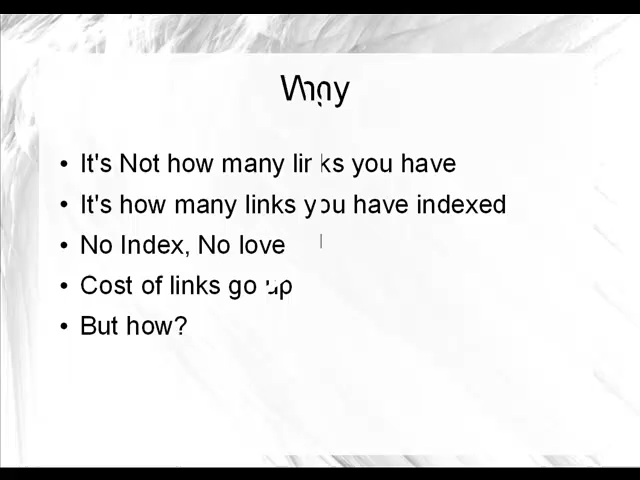 Why
• It's Not how many links you have
• It's how many links you have indexed
• No Index, No love
• Cost of links go up
• But how?